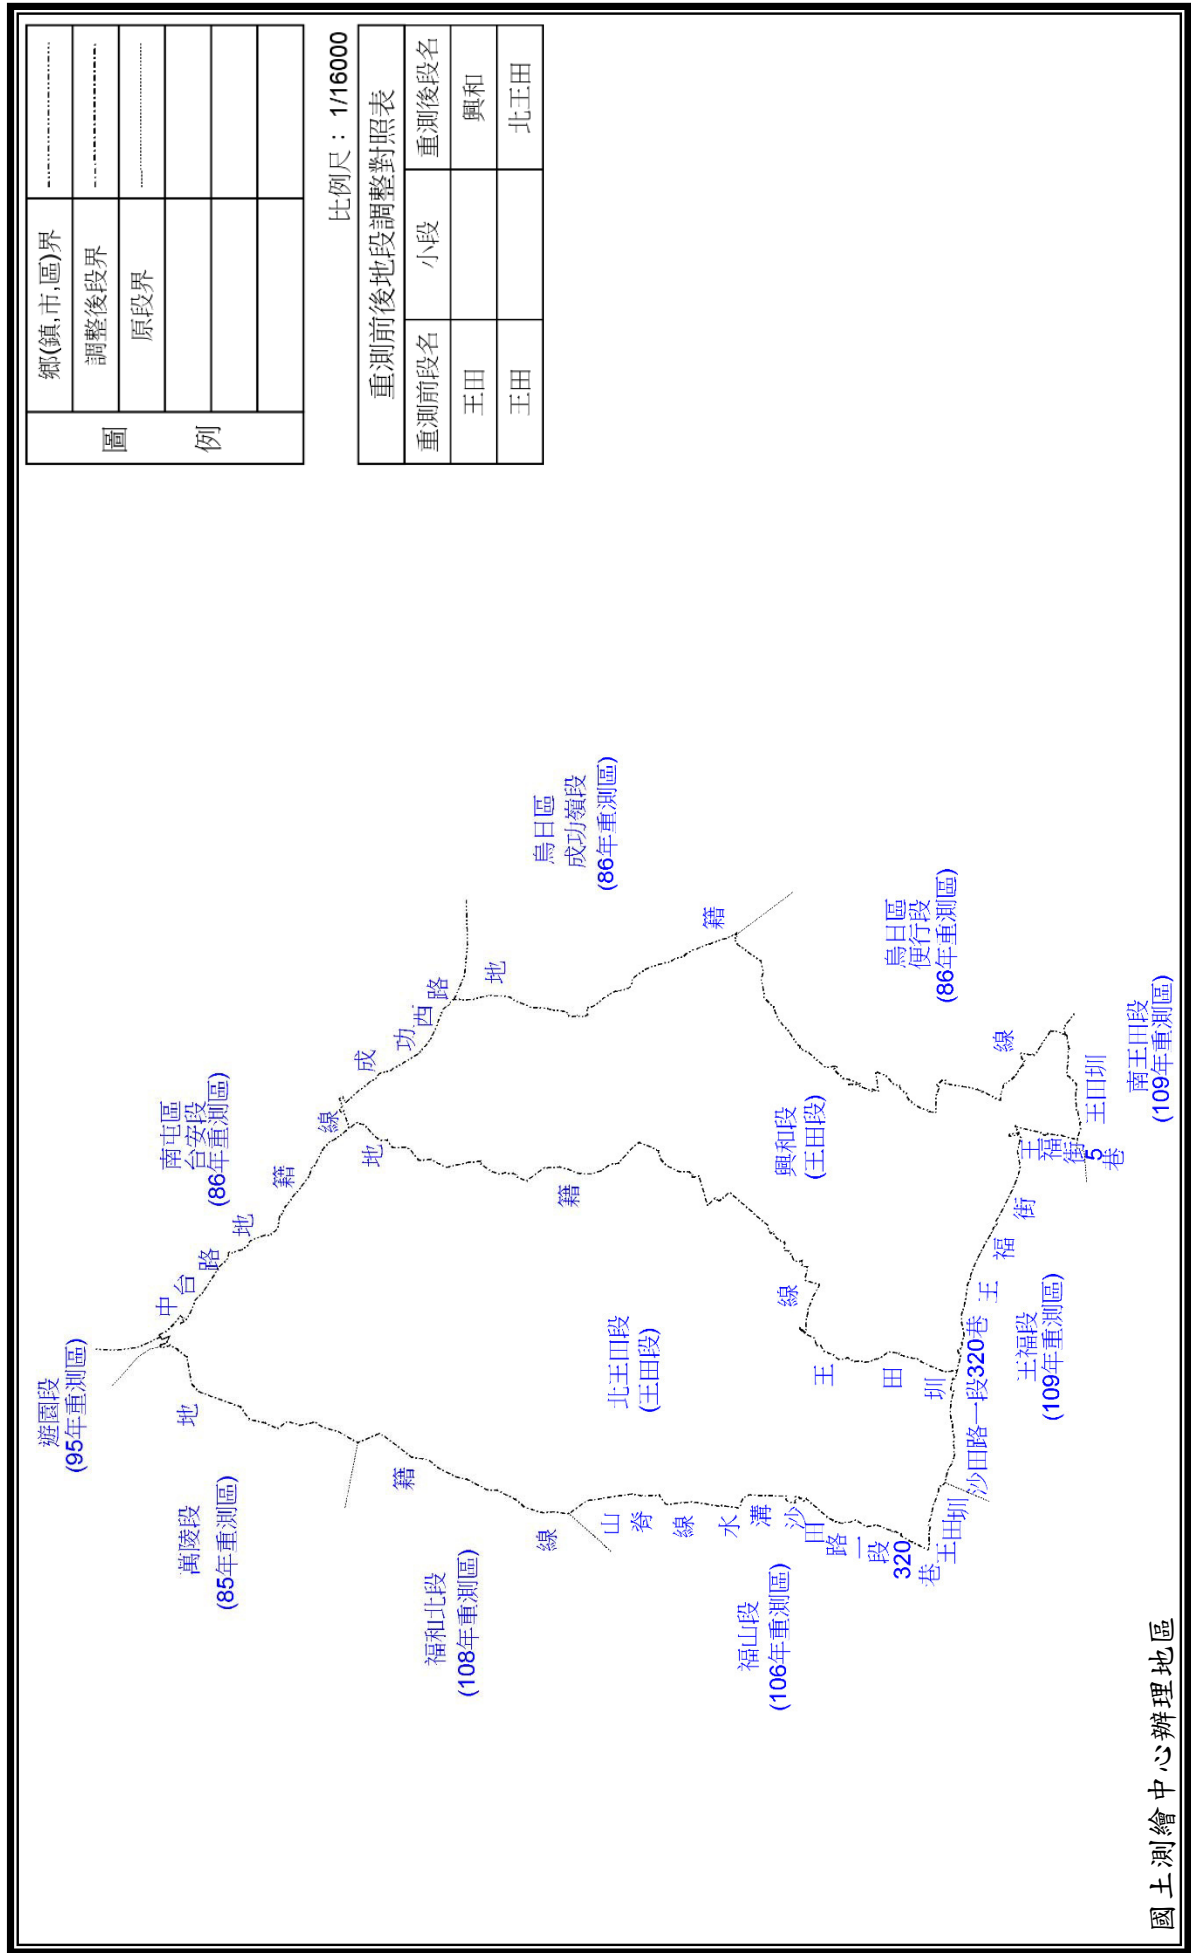 鄉(鎮,市,區)界
調整後段界
原段界
圖
例
比例尺：1/16000
重測前後地段調整對照表
重測前段名 小段 重測後段名
王田 興和
王田 北王田
遊園段
(95年重測區)
萬陵段
(85年重測區)
南屯區
台安段
(86年重測區)
中台路
地籍線
成功西路
烏日區
成功嶺段
(86年重測區)
地籍線
烏日區
便行段
(86年重測區)
地籍線
地籍線
福和北段
(108年重測區)
山脊線
水溝
沙田路一段320巷
福山段
(106年重測區)
北王田段
(王田段)
興和段
(王田段)
王田圳
王田圳
沙田路一段320巷
王福街
王福段
(109年重測區)
王福街5巷
王田圳
南王田段
(109年重測區)
國土測繪中心辦理地區